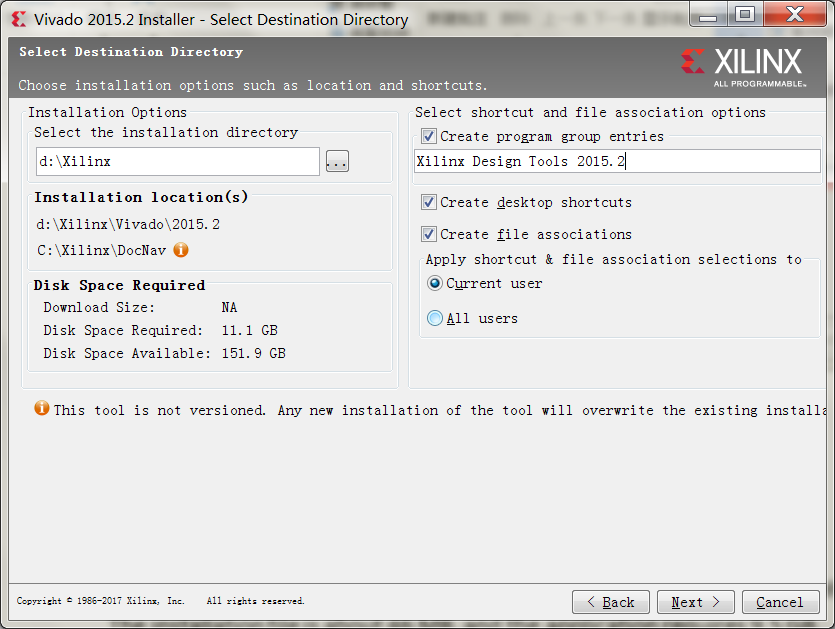 Vivado 2015.2 Installer - Select Destination Directory
Select Destination Directory
Choose installation options such as location and shortcuts.
XILINX
ALL PROGRAMMABLE™
Installation Options
Select the installation directory
d:\Xilinx
...
Installation location(s)
d:\Xilinx\Vivado\2015.2
C:\Xilinx\DocNav
Disk Space Required
Download Size: NA
Disk Space Required: 11.1 GB
Disk Space Available: 151.9 GB
Select shortcut and file association options
Create program group entries
Xilinx Design Tools 2015.2
Create desktop shortcuts
Create file associations
Apply shortcut & file association selections to
Current user
All users
This tool is not versioned. Any new installation of the tool will overwrite the existing installa
Copyright © 1986-2017 Xilinx, Inc. All rights reserved.
< Back
Next >
Cancel